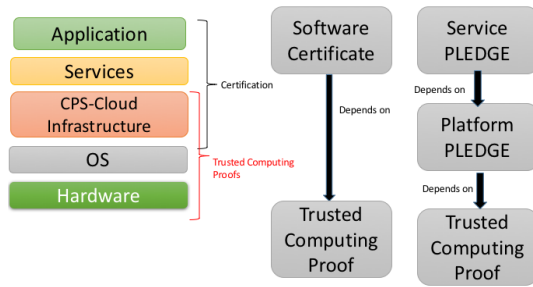 Application
Services
CPS-Cloud
Infrastructure
OS
Hardware
Certification
Trusted Computing
Proofs
Software
Certificate
Depends on
Trusted
Computing
Proof
Service
PLEDGE
Depends on
Platform
PLEDGE
Depends on
Trusted
Computing
Proof